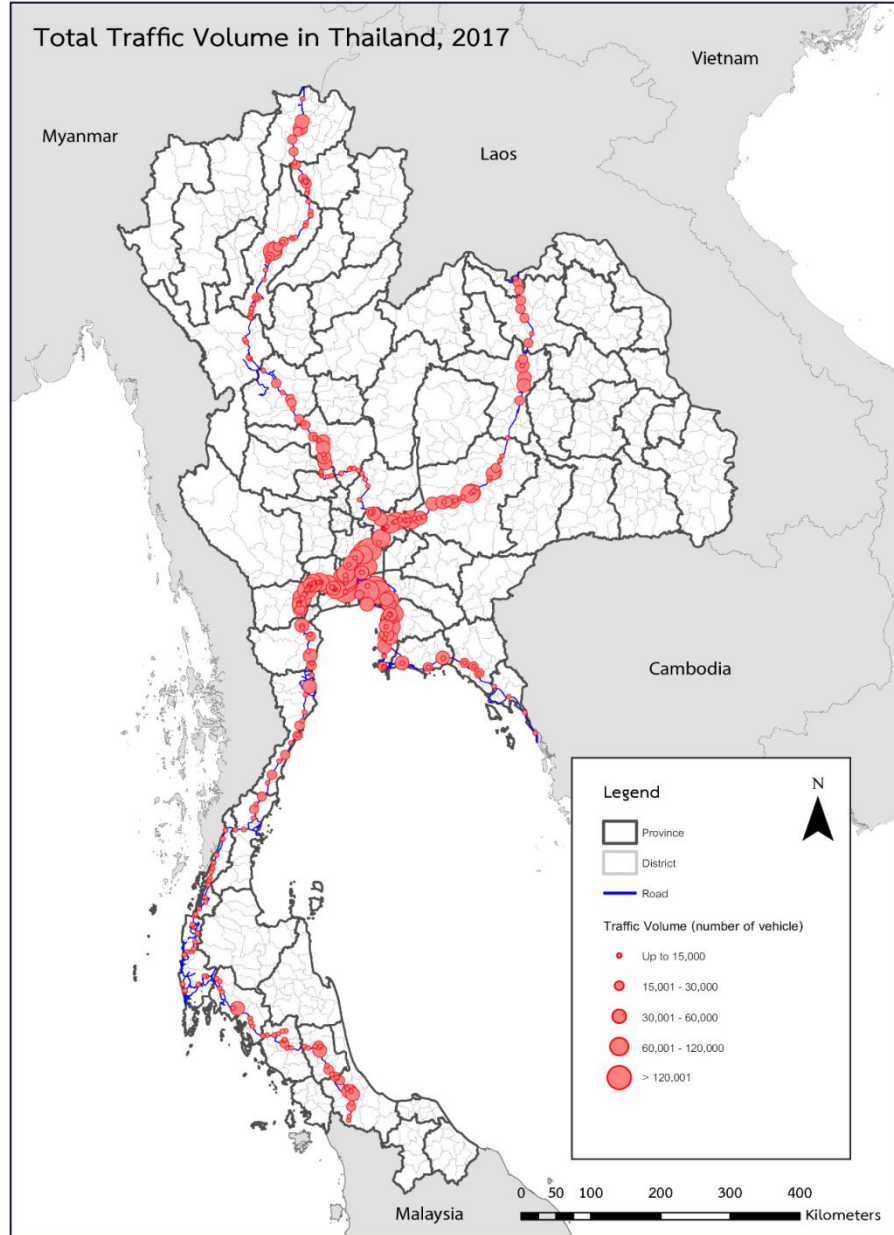 Total Traffic Volume in Thailand, 2017
Vietnam
Myanmar
Laos
Cambodia
Legend
N
Province
District
Road
Traffic Volume (number of vehicle)
Up to 15,000
15,001 - 30,000
30,001 - 60,000
60,001 - 120,000
> 120,001
0 50 100 200 300 400
Kilometers
Malaysia